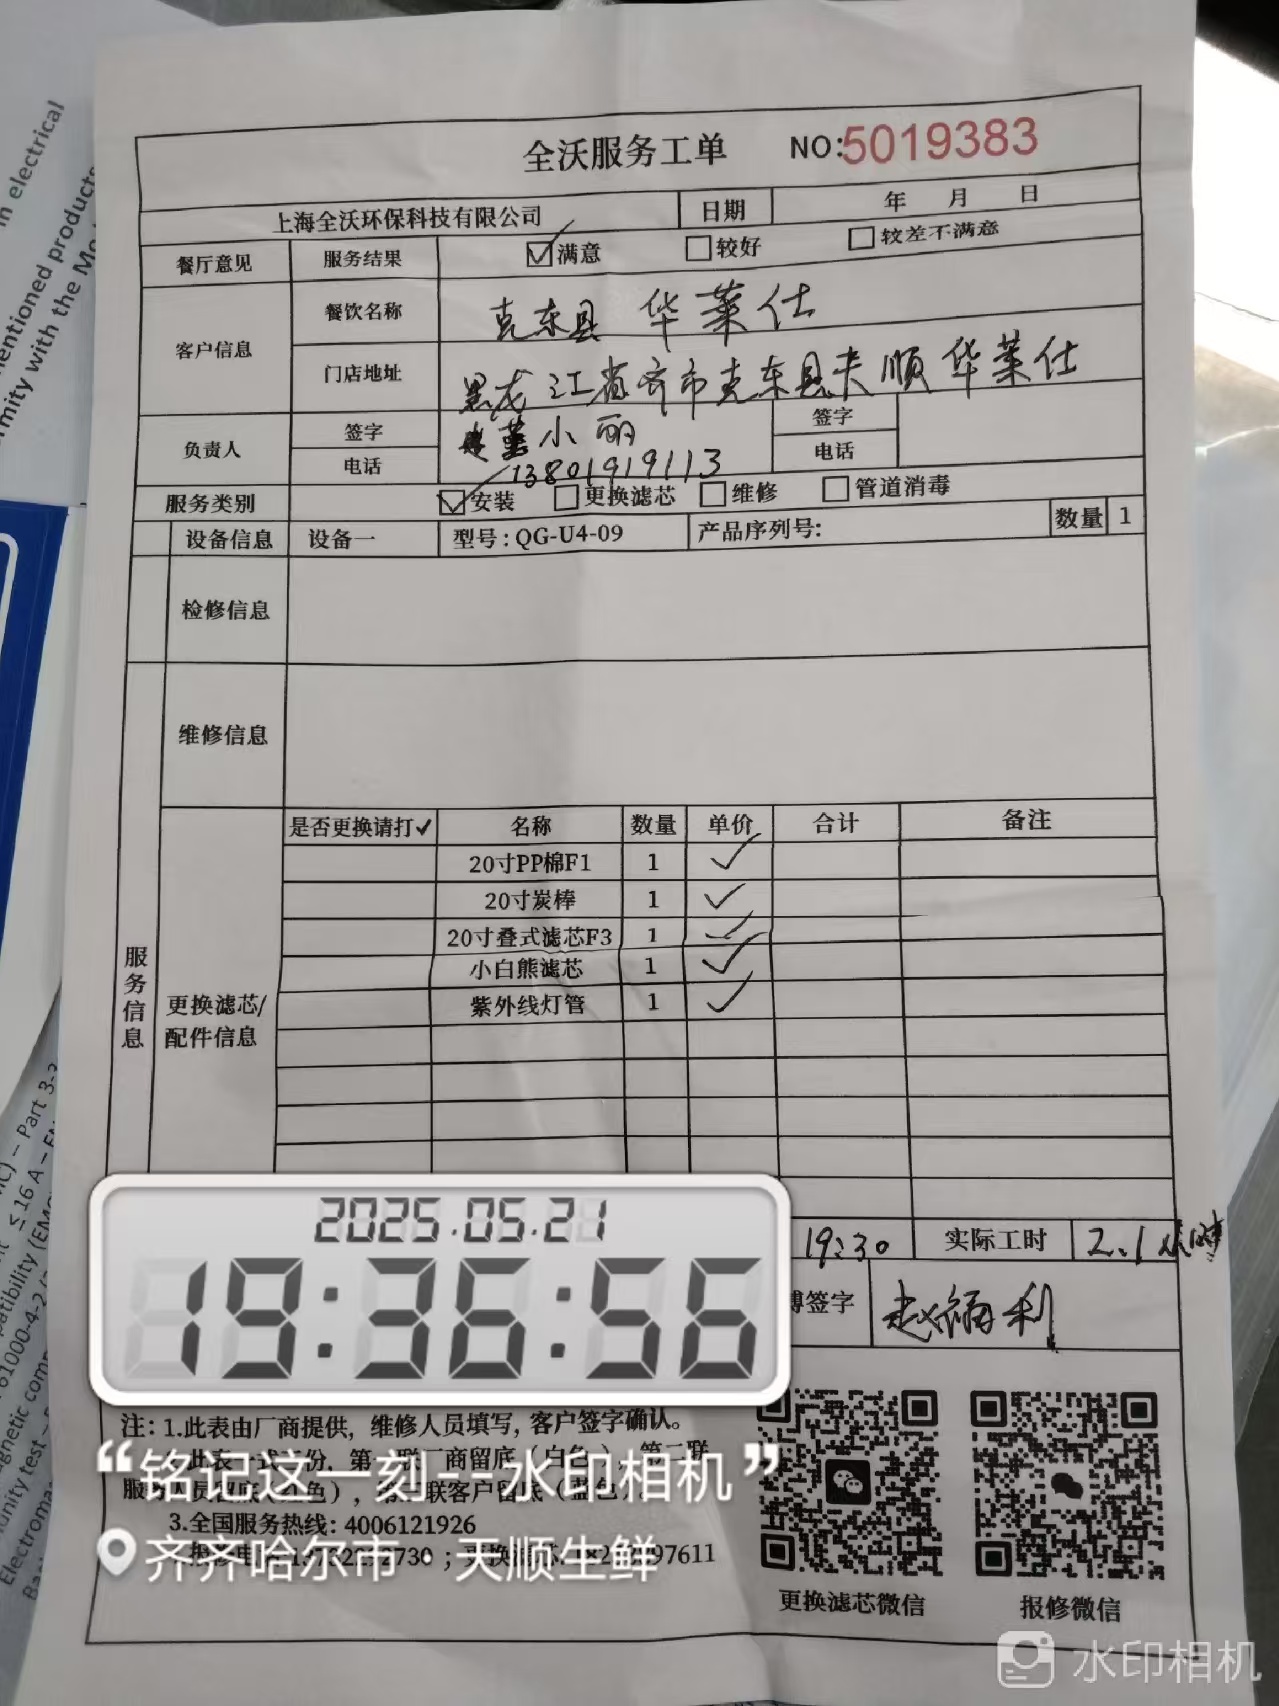 in electrical
mentioned products
rmity with the
全沃服务工单 NO:5019383
上海全沃环保科技有限公司 日期 年 月 日
餐厅意见 服务结果 ☑满意 □较好 □较差不满意
客户信息 餐饮名称 克东县 华莱仕
门店地址 黑龙江省齐市克东县天顺华莱仕
负责人 签字 董小丽 签字
电话 13801919113 电话
服务类别 ☑安装 □更换滤芯 □维修 □管道消毒
设备信息 设备一 型号:QG-U4-09 产品序列号: 数量 1
检修信息
维修信息
服务信息
更换滤芯/
配件信息
是否更换请打✓ 名称 数量 单价 合计 备注
20寸PP棉F1 1 ✓
20寸炭棒 1 ✓
20寸叠式滤芯F3 1 ✓
小白熊滤芯 1 ✓
紫外线灯管 1 ✓
19:30 实际工时 2.1小时
签字 赵福利
2025.05.21
19:36:56
注: 1.此表由厂商提供, 维修人员填写, 客户签字确认。
3.全国服务热线: 4006121926
“铭记这一刻--水印相机”
齐齐哈尔市·天顺生鲜
更换滤芯微信 报修微信
水印相机